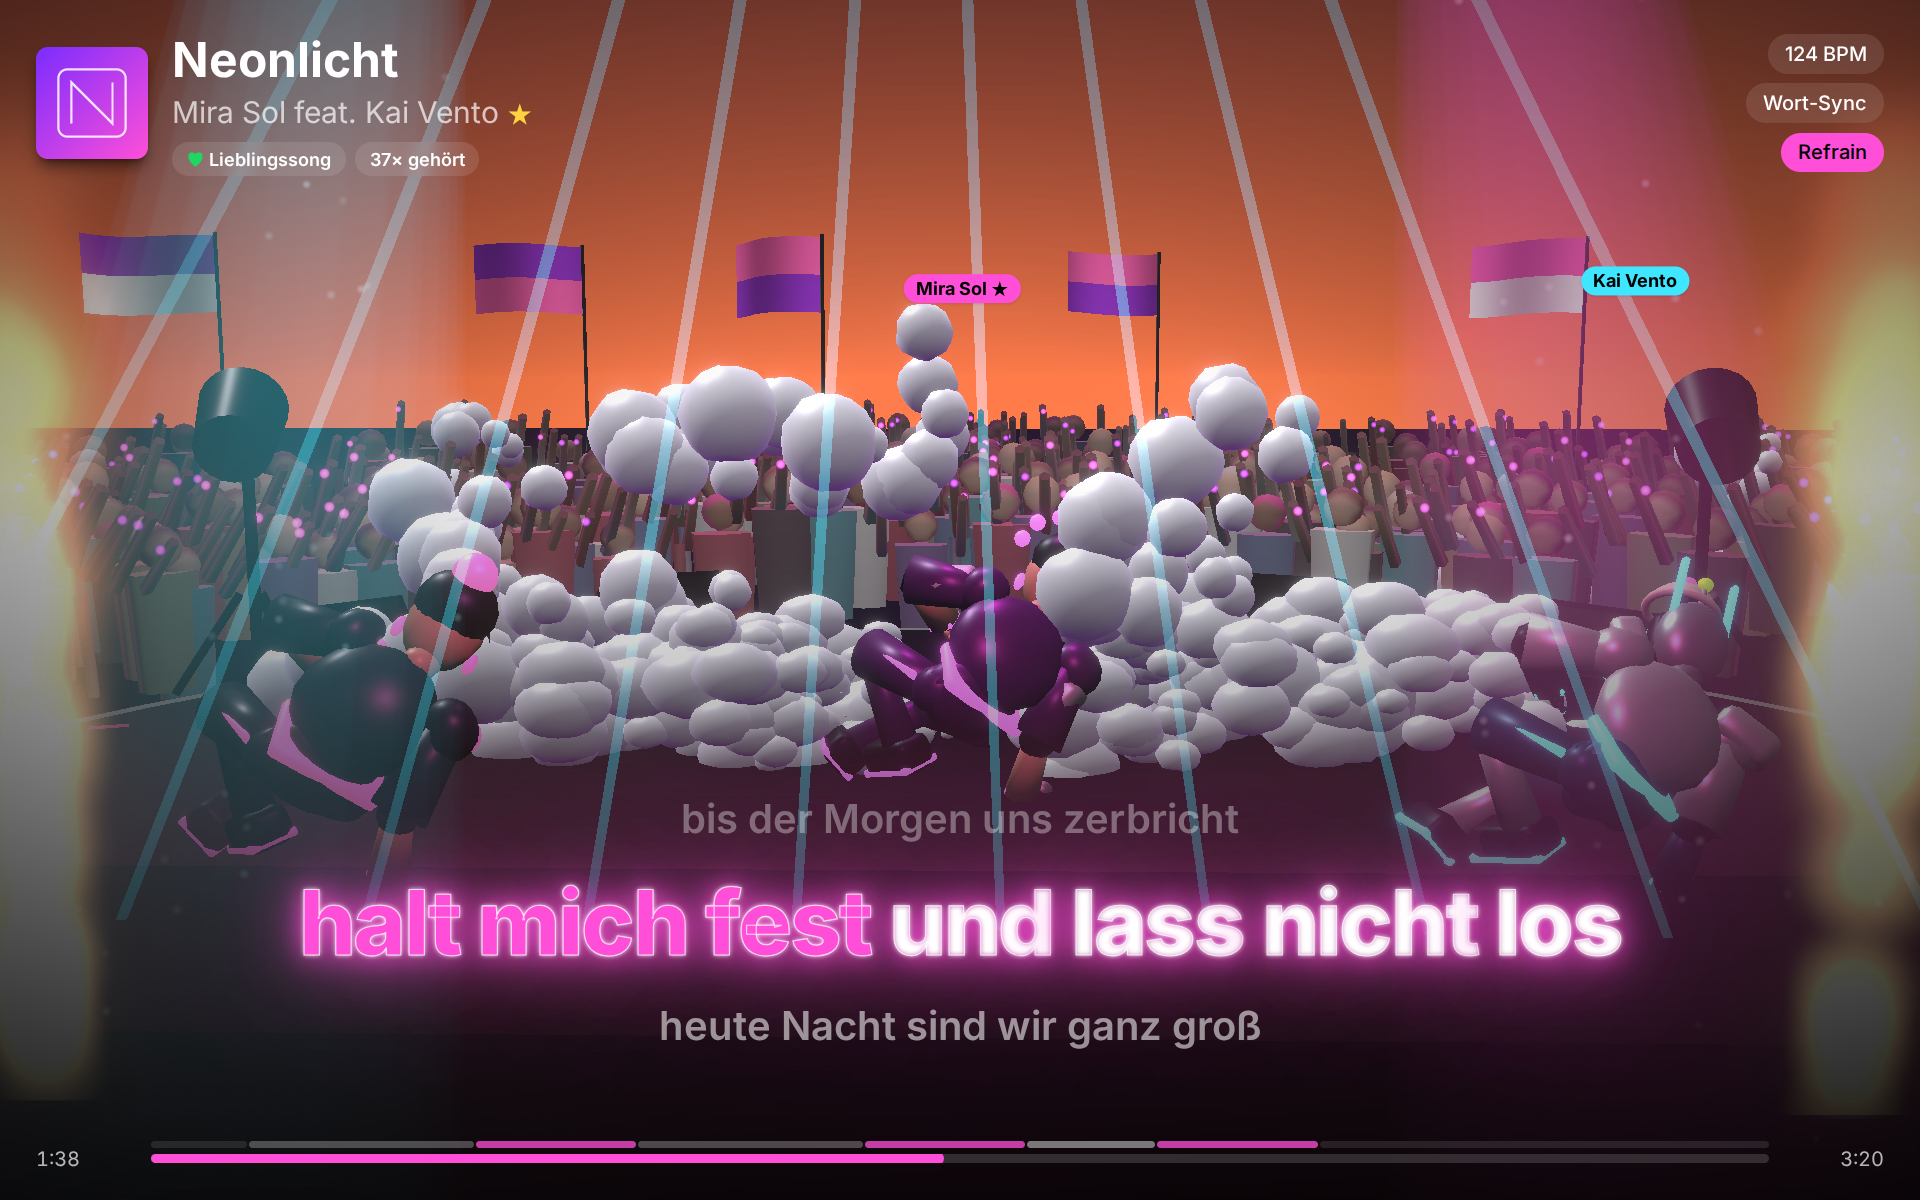 N
Neonlicht
Mira Sol feat. Kai Vento ★
Lieblingssong
37× gehört
124 BPM
Wort-Sync
Refrain
Mira Sol ★
Kai Vento
bis der Morgen uns zerbricht
halt mich fest und lass nicht los
heute Nacht sind wir ganz groß
1:38
3:20